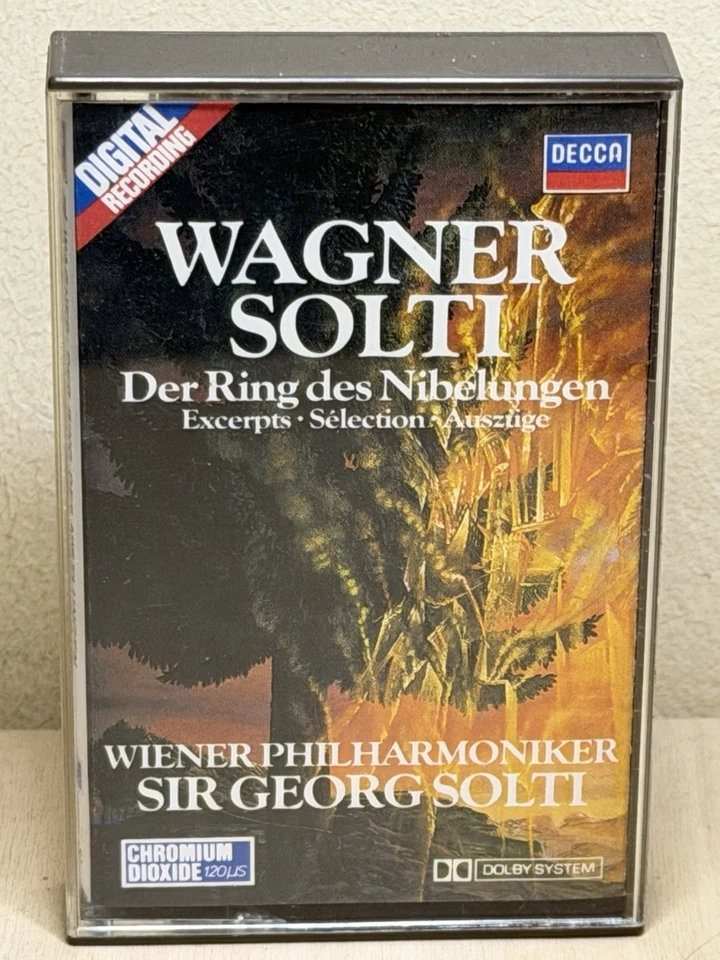 DIGITAL
RECORDING
DECCA
WAGNER
SOLTI
Der Ring des Nibelungen
Excerpts · Sélection · Auszüge
WIENER PHILHARMONIKER
SIR GEORG SOLTI
CHROMIUM
DIOXIDE 120µS
DOLBY SYSTEM